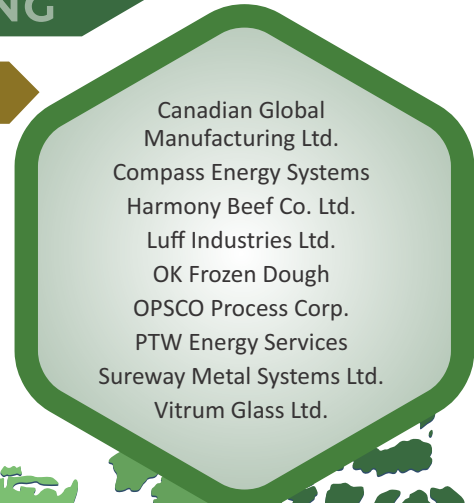 NG
Canadian Global
Manufacturing Ltd.
Compass Energy Systems
Harmony Beef Co. Ltd.
Luff Industries Ltd.
OK Frozen Dough
OPSCO Process Corp.
PTW Energy Services
Sureway Metal Systems Ltd.
Vitrum Glass Ltd.